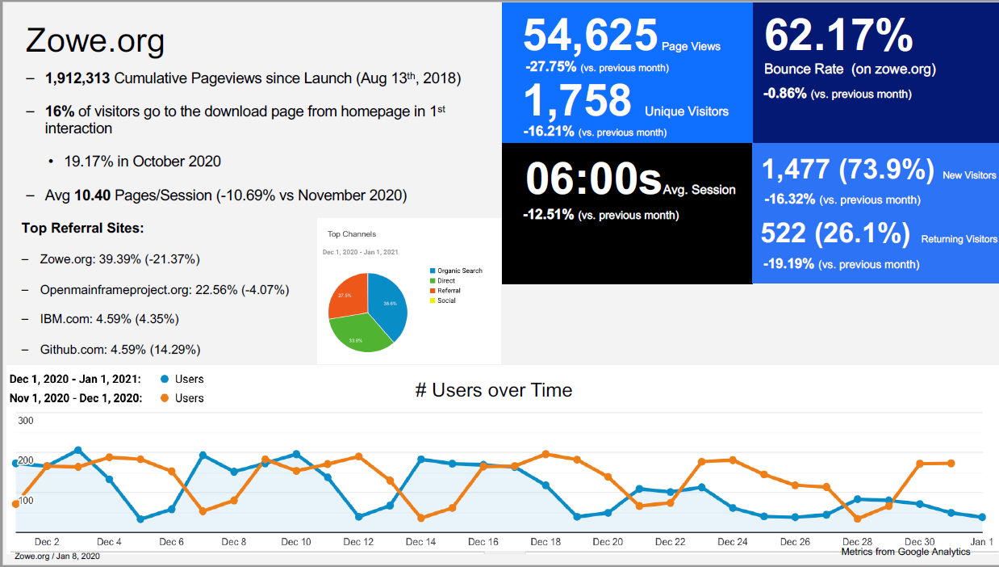 Zowe.org
– 1,912,313 Cumulative Pageviews since Launch (Aug 13th, 2018)
– 16% of visitors go to the download page from homepage in 1st
interaction
• 19.17% in October 2020
– Avg 10.40 Pages/Session (-10.69% vs November 2020)
Top Referral Sites:
– Zowe.org: 39.39% (-21.37%)
– Openmainframeproject.org: 22.56% (-4.07%)
– IBM.com: 4.59% (4.35%)
– Github.com: 4.59% (14.29%)
Top Channels
Dec 1, 2020 - Jan 1, 2021
Organic Search
Direct
Referral
Social
27.5%
38.6%
33.8%
54,625 Page Views
-27.75% (vs. previous month)
1,758 Unique Visitors
-16.21% (vs. previous month)
62.17%
Bounce Rate (on zowe.org)
-0.86% (vs. previous month)
06:00s Avg. Session
-12.51% (vs. previous month)
1,477 (73.9%) New Visitors
-16.32% (vs. previous month)
522 (26.1%) Returning Visitors
-19.19% (vs. previous month)
Dec 1, 2020 - Jan 1, 2021: Users
Nov 1, 2020 - Dec 1, 2020: Users
# Users over Time
300
200
100
Dec 2 Dec 4 Dec 6 Dec 8 Dec 10 Dec 12 Dec 14 Dec 16 Dec 18 Dec 20 Dec 22 Dec 24 Dec 26 Dec 28 Dec 30 Jan 1
Zowe.org / Jan 8, 2020
Metrics from Google Analytics